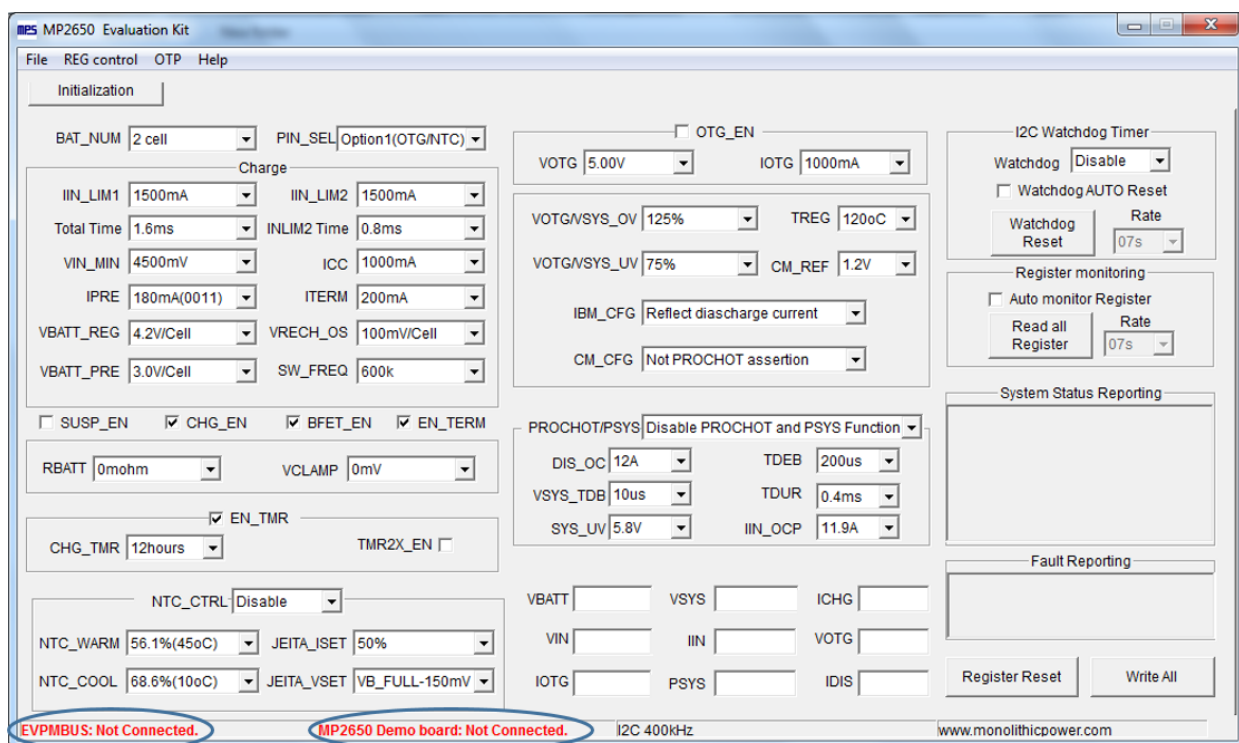 mps MP2650 Evaluation Kit
File REG control OTP Help
Initialization
BAT_NUM 2 cell PIN_SEL Option1(OTG/NTC)
Charge
IIN_LIM1 1500mA IIN_LIM2 1500mA
Total Time 1.6ms INLIM2 Time 0.8ms
VIN_MIN 4500mV ICC 1000mA
IPRE 180mA(0011) ITERM 200mA
VBATT_REG 4.2V/Cell VRECH_OS 100mV/Cell
VBATT_PRE 3.0V/Cell SW_FREQ 600k
SUSP_EN CHG_EN BFET_EN EN_TERM
RBATT 0mohm VCLAMP 0mV
EN_TMR
CHG_TMR 12hours TMR2X_EN
NTC_CTRL Disable
NTC_WARM 56.1%(45oC) JEITA_ISET 50%
NTC_COOL 68.6%(10oC) JEITA_VSET VB_FULL-150mV
OTG_EN
VOTG 5.00V IOTG 1000mA
VOTG/VSYS_OV 125% TREG 120oC
VOTG/VSYS_UV 75% CM_REF 1.2V
IBM_CFG Reflect diascharge current
CM_CFG Not PROCHOT assertion
PROCHOT/PSYS Disable PROCHOT and PSYS Function
DIS_OC 12A TDEB 200us
VSYS_TDB 10us TDUR 0.4ms
SYS_UV 5.8V IIN_OCP 11.9A
VBATT VSYS ICHG
VIN IIN VOTG
IOTG PSYS IDIS
I2C Watchdog Timer
Watchdog Disable
Watchdog AUTO Reset
Watchdog Reset Rate 07s
Register monitoring
Auto monitor Register
Read all Register Rate 07s
System Status Reporting
Fault Reporting
Register Reset Write All
EVPMBUS: Not Connected. MP2650 Demo board: Not Connected. I2C 400kHz www.monolithicpower.com